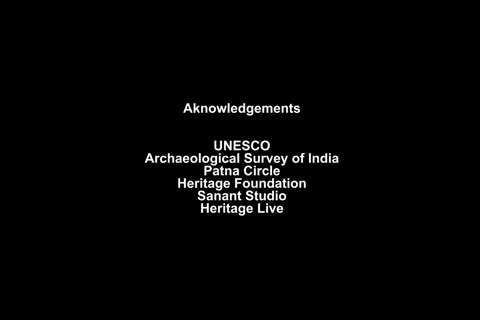 Aknowledgements
UNESCO
Archaeological Survey of India
Patna Circle
Heritage Foundation
Sanant Studio
Heritage Live